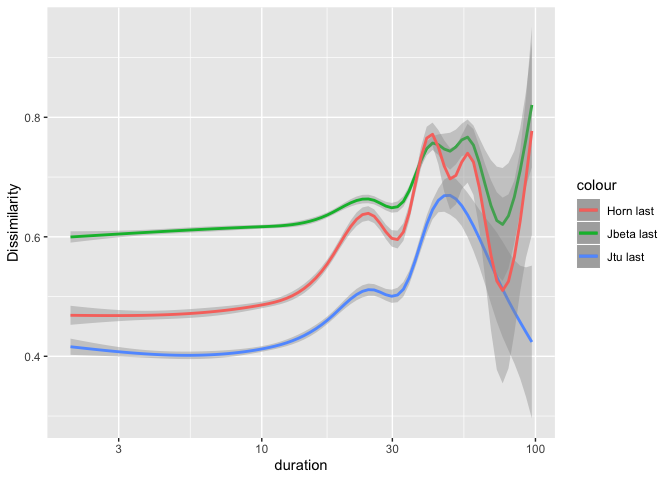 0.8
0.6
0.4
Dissimilarity
3
10
30
100
duration
colour
Horn last
Jbeta last
Jtu last